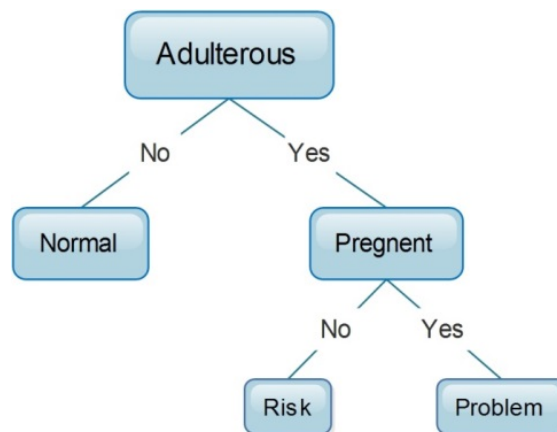 Adulterous
No
Yes
Normal
Pregnent
No
Yes
Risk
Problem